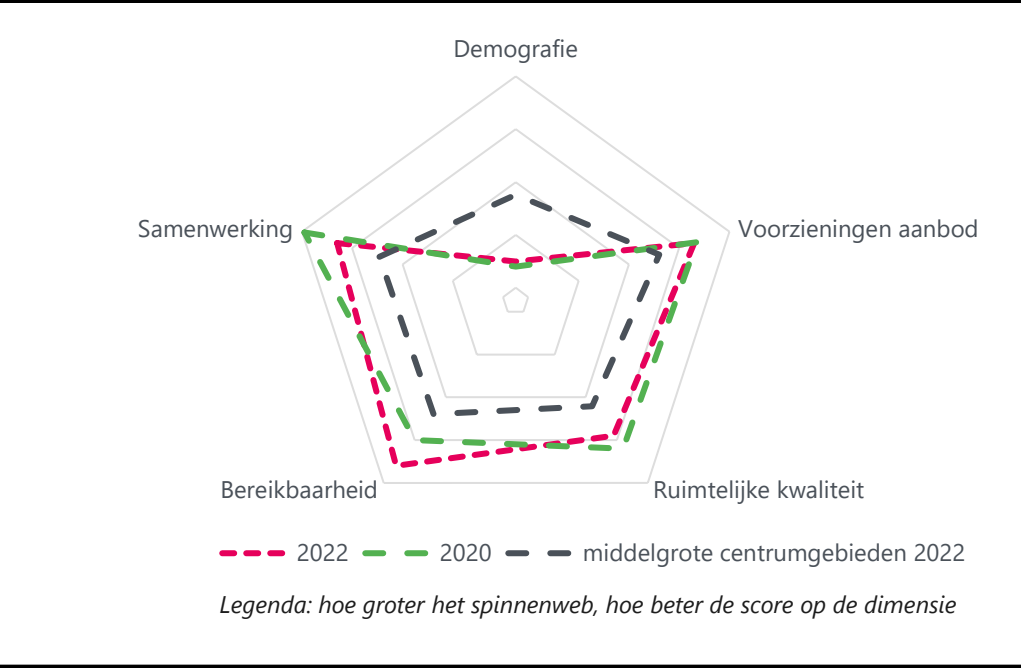 Demografie
Samenwerking
Voorzieningen aanbod
Bereikbaarheid
Ruimtelijke kwaliteit
2022 2020 middelgrote centrumgebieden 2022
Legenda: hoe groter het spinnenweb, hoe beter de score op de dimensie